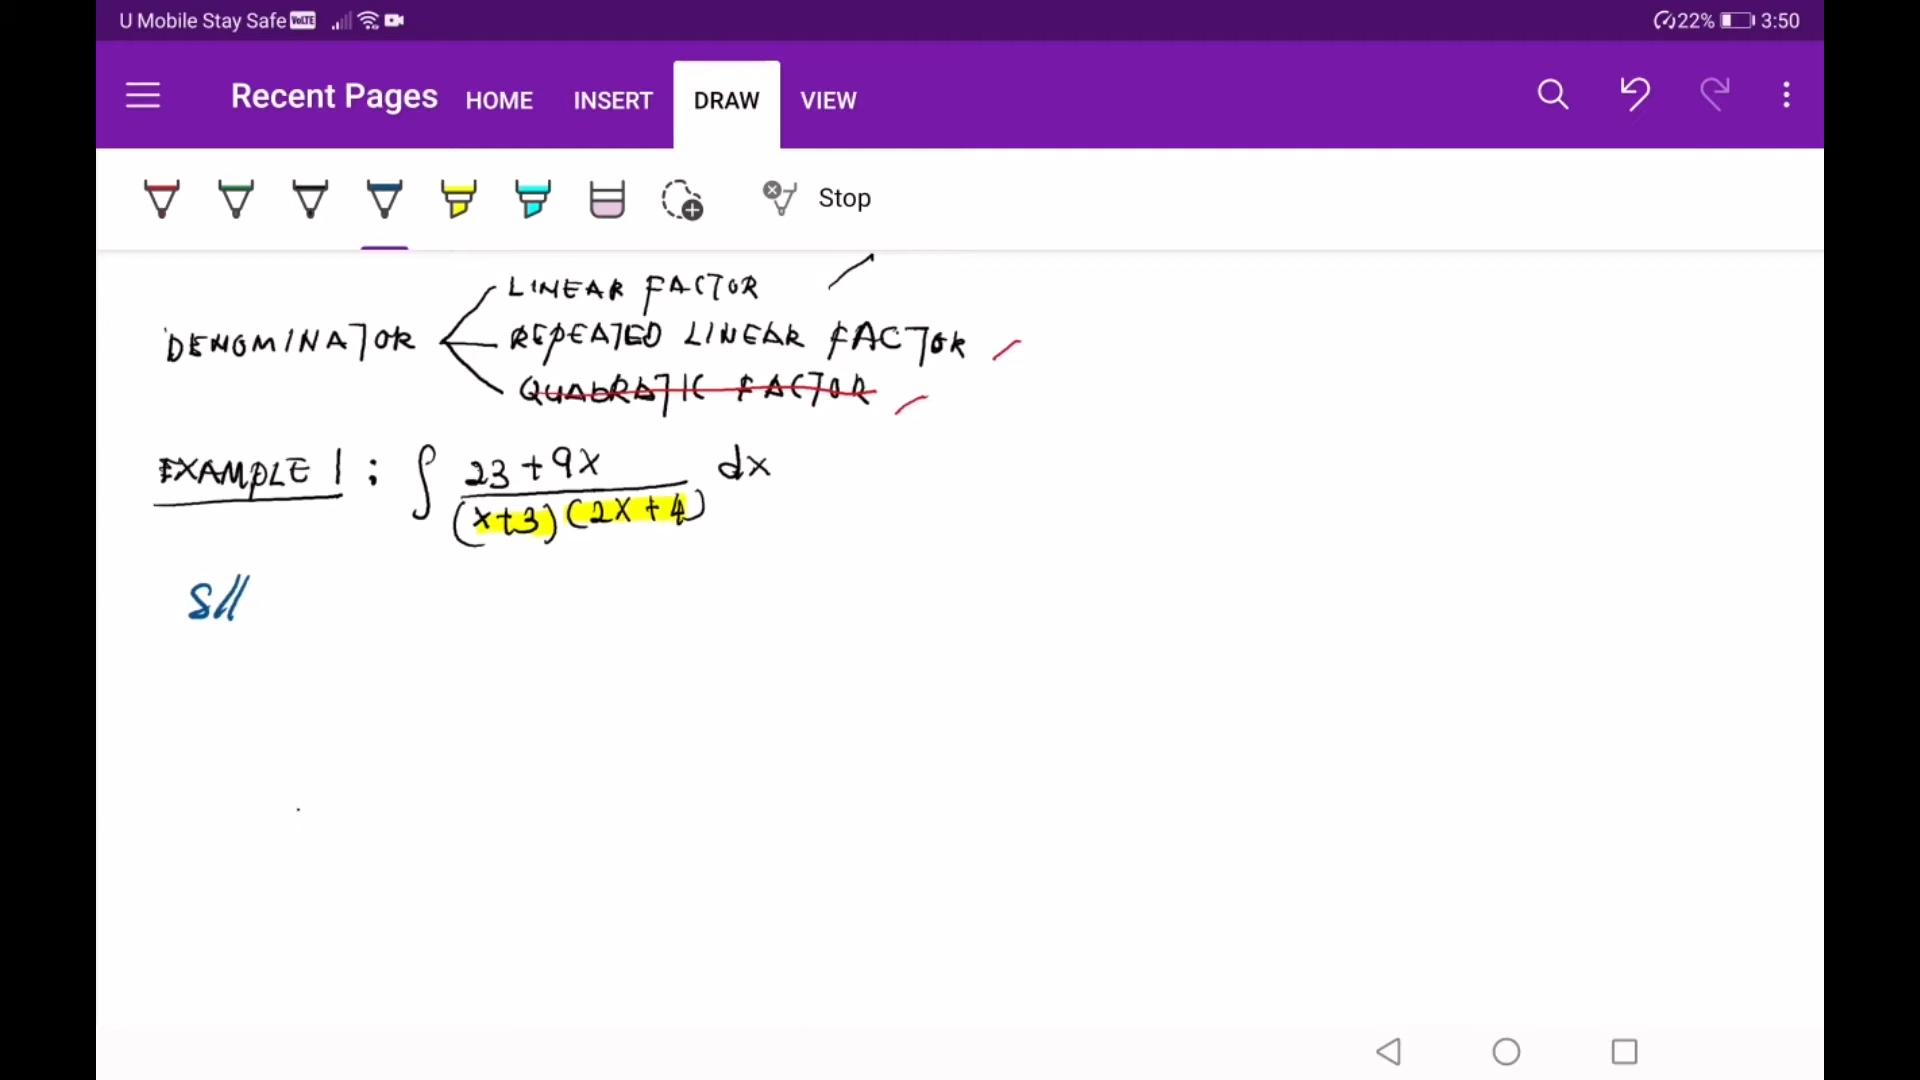 U Mobile Stay Safe VoLTE 22% 3:50
Recent Pages HOME INSERT DRAW VIEW
Stop
LINEAR FACTOR
DENOMINATOR REPEATED LINEAR FACTOR
QUADRATIC FACTOR
EXAMPLE 1 : ∫ 23 + 9x dx
(x+3) (2x + 4)
S//